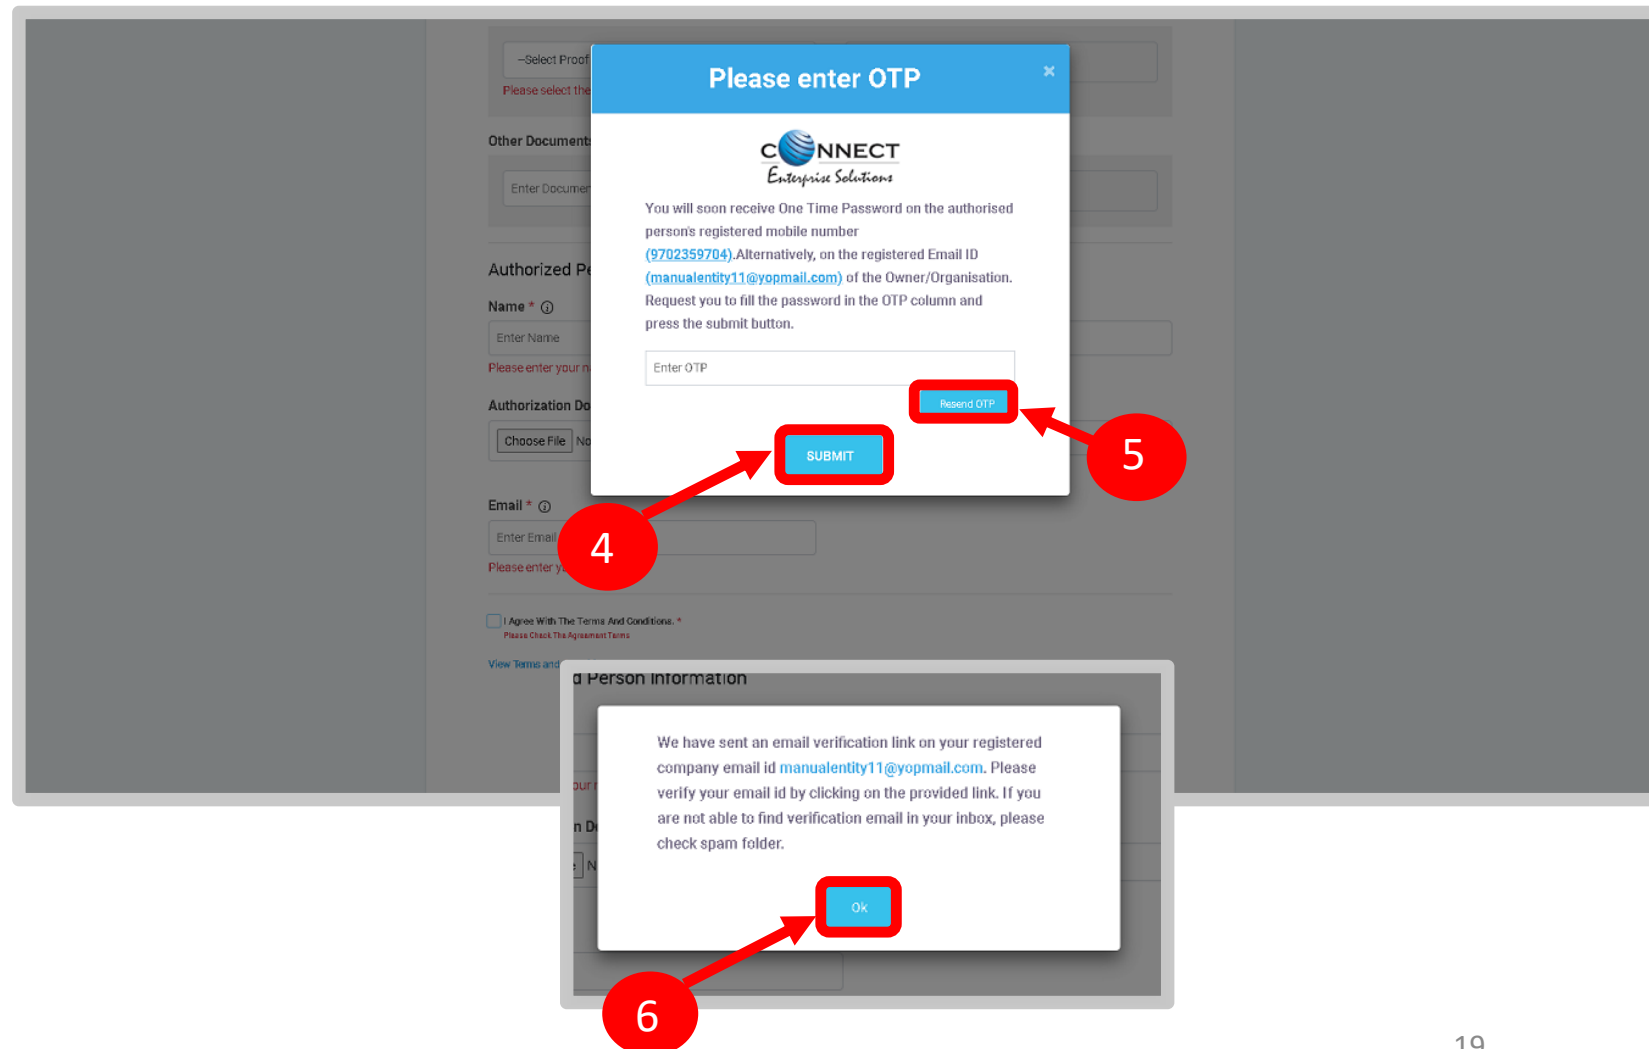 --Select Proof
Please select the
Please enter OTP
×
Other Document
CONNECT
Enterprise Solutions
Enter Documen
You will soon receive One Time Password on the authorised
person's registered mobile number
(9702359704).Alternatively, on the registered Email ID
(manualentity11@yopmail.com) of the Owner/Organisation.
Request you to fill the password in the OTP column and
press the submit button.
Authorized Pe
Name *
Enter Name
Please enter your n
Enter OTP
Resend OTP
Authorization Do
Choose File No
SUBMIT
5
Email *
Enter Email
4
Please enter y
I Agree With The Terms And Conditions. *
Please Check The Agreement Terms
View Terms and
d Person Information
We have sent an email verification link on your registered
company email id manualentity11@yopmail.com. Please
verify your email id by clicking on the provided link. If you
are not able to find verification email in your inbox, please
check spam folder.
our
n D
N
Ok
6
19